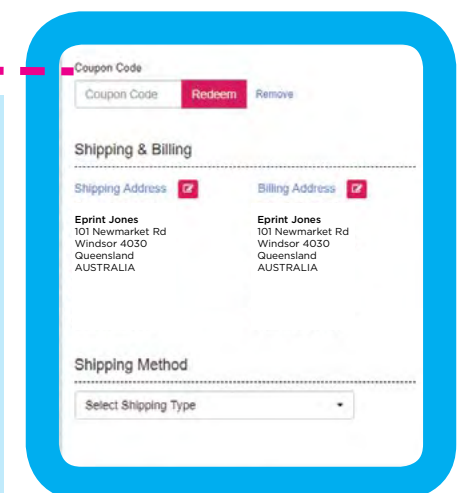 Coupon Code
Coupon Code Redeem Remove
Shipping & Billing
Shipping Address Billing Address
Eprint Jones Eprint Jones
101 Newmarket Rd 101 Newmarket Rd
Windsor 4030 Windsor 4030
Queensland Queensland
AUSTRALIA AUSTRALIA
Shipping Method
Select Shipping Type